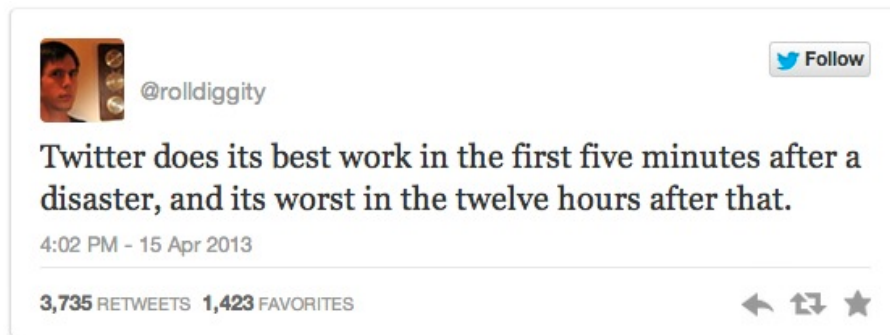 Follow
@rolldiggity
Twitter does its best work in the first five minutes after a
disaster, and its worst in the twelve hours after that.
4:02 PM - 15 Apr 2013
3,735 RETWEETS 1,423 FAVORITES